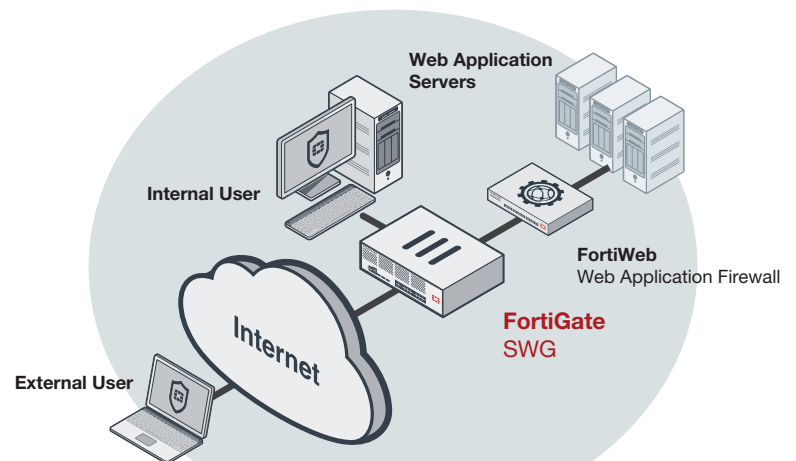 Web Application
Servers
Internal User
FortiWeb
Web Application Firewall
FortiGate
SWG
Internet
External User